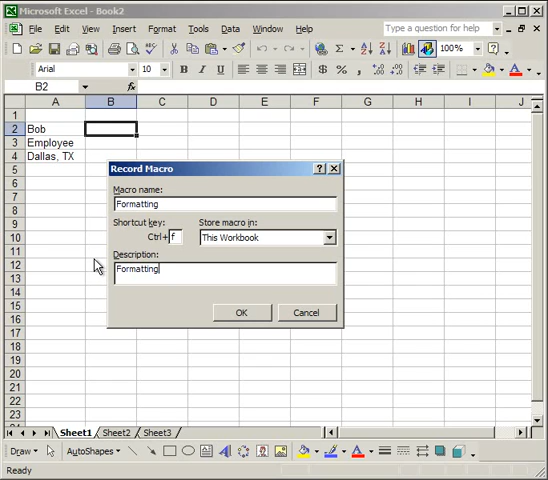 Microsoft Excel - Book2
File Edit View Insert Format Tools Data Window Help Type a question for help
100%
Arial 10 B I U $ % ,
B2 fx
A B C D E F G H I J
1
2 Bob
3 Employee
4 Dallas, TX
5
6
7
8
9
10
11
12
13
14
15
16
17
18
19
20
21
22
23
Record Macro
Macro name:
Formatting
Shortcut key: Store macro in:
Ctrl+ f This Workbook
Description:
Formatting
OK Cancel
Sheet1 Sheet2 Sheet3
Draw AutoShapes
Ready